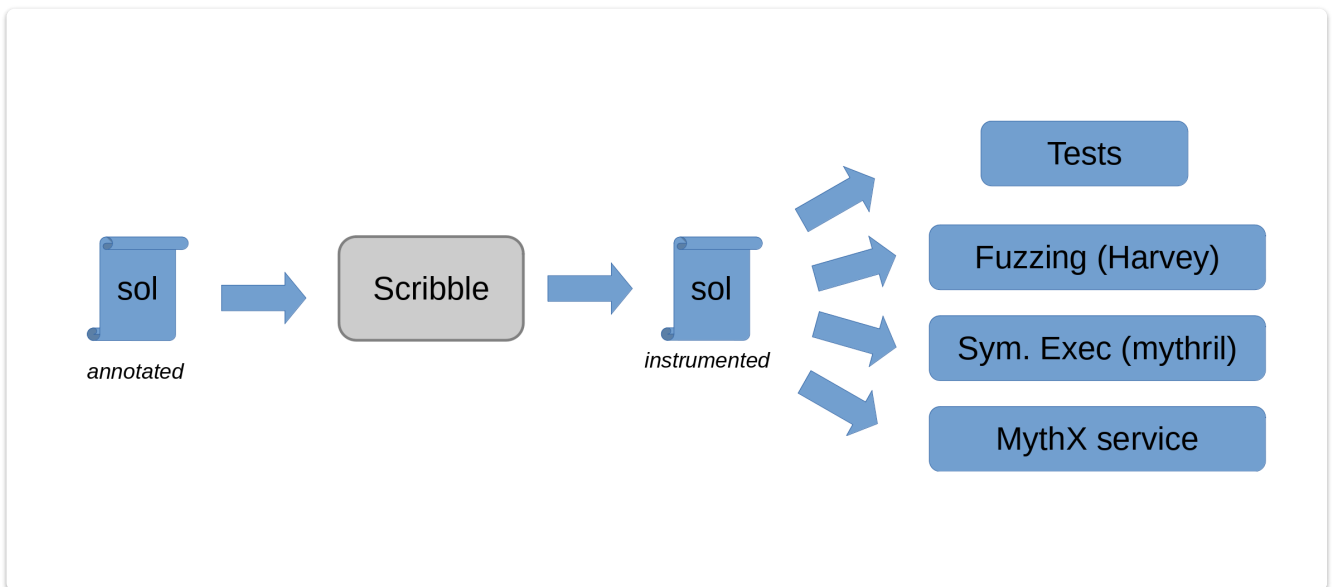 sol
annotated
Scribble
sol
instrumented
Tests
Fuzzing (Harvey)
Sym. Exec (mythril)
MythX service